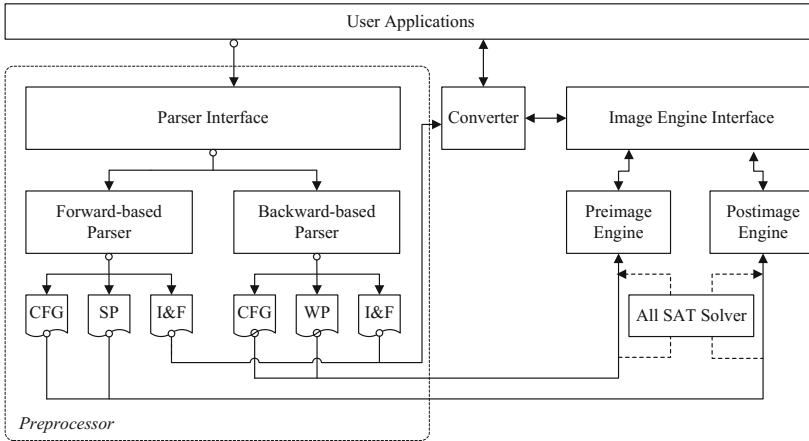 User Applications
Parser Interface
Converter
Image Engine Interface
Forward-based
Parser
Backward-based
Parser
Preimage
Engine
Postimage
Engine
CFG
SP
I&F
CFG
WP
I&F
All SAT Solver
Preprocessor